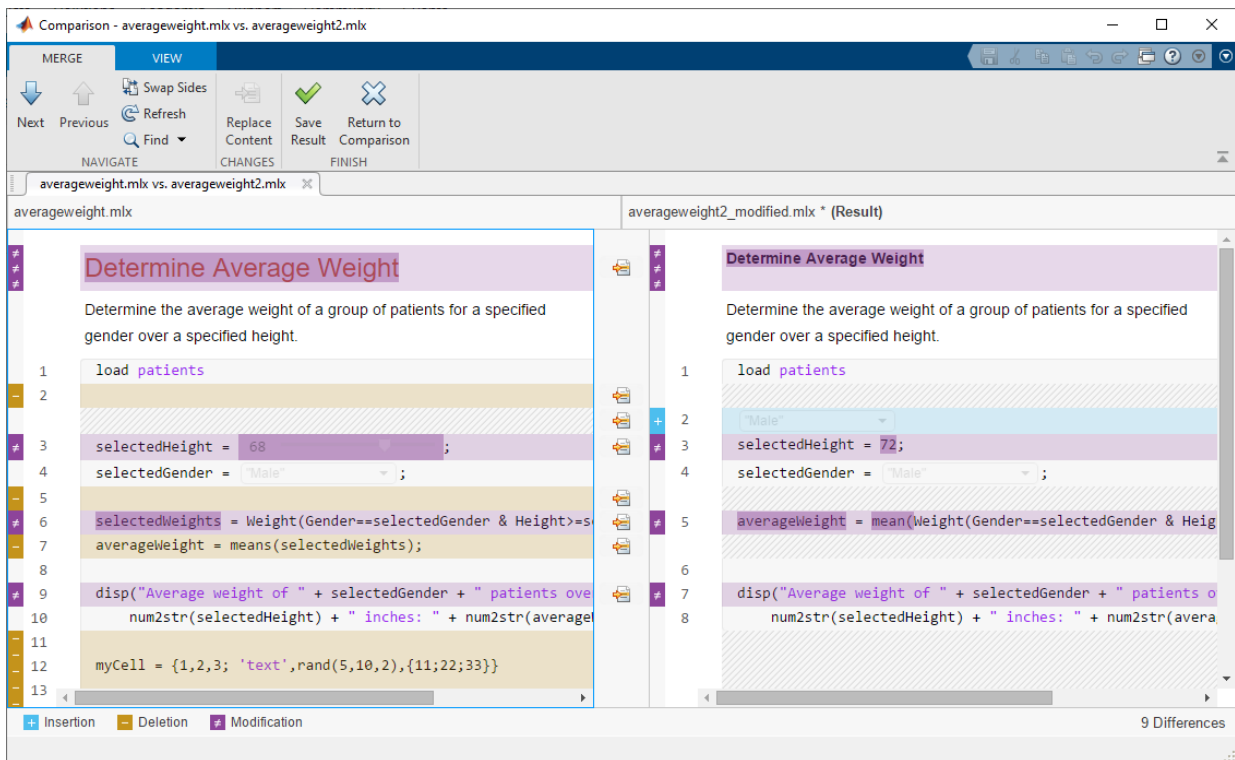 Comparison - averageweight.mlx vs. averageweight2.mlx
MERGE VIEW
Next Previous Swap Sides Refresh Find Replace Content Save Result Return to Comparison
NAVIGATE CHANGES FINISH
averageweight.mlx vs. averageweight2.mlx
averageweight.mlx
Determine Average Weight
Determine the average weight of a group of patients for a specified
gender over a specified height.
1 load patients
2
3 selectedHeight = 68 ;
4 selectedGender = "Male" ;
5
6 selectedWeights = Weight(Gender==selectedGender & Height>=s
7 averageWeight = means(selectedWeights);
8
9 disp("Average weight of " + selectedGender + " patients ove
10 num2str(selectedHeight) + " inches: " + num2str(average
11
12 myCell = {1,2,3; 'text',rand(5,10,2),{11;22;33}}
13
averageweight2_modified.mlx * (Result)
Determine Average Weight
Determine the average weight of a group of patients for a specified
gender over a specified height.
1 load patients
2 "Male"
3 selectedHeight = 72;
4 selectedGender = "Male" ;
5 averageWeight = mean(Weight(Gender==selectedGender & Heig
6
7 disp("Average weight of " + selectedGender + " patients o
8 num2str(selectedHeight) + " inches: " + num2str(avera
+ Insertion − Deletion ≠ Modification
9 Differences